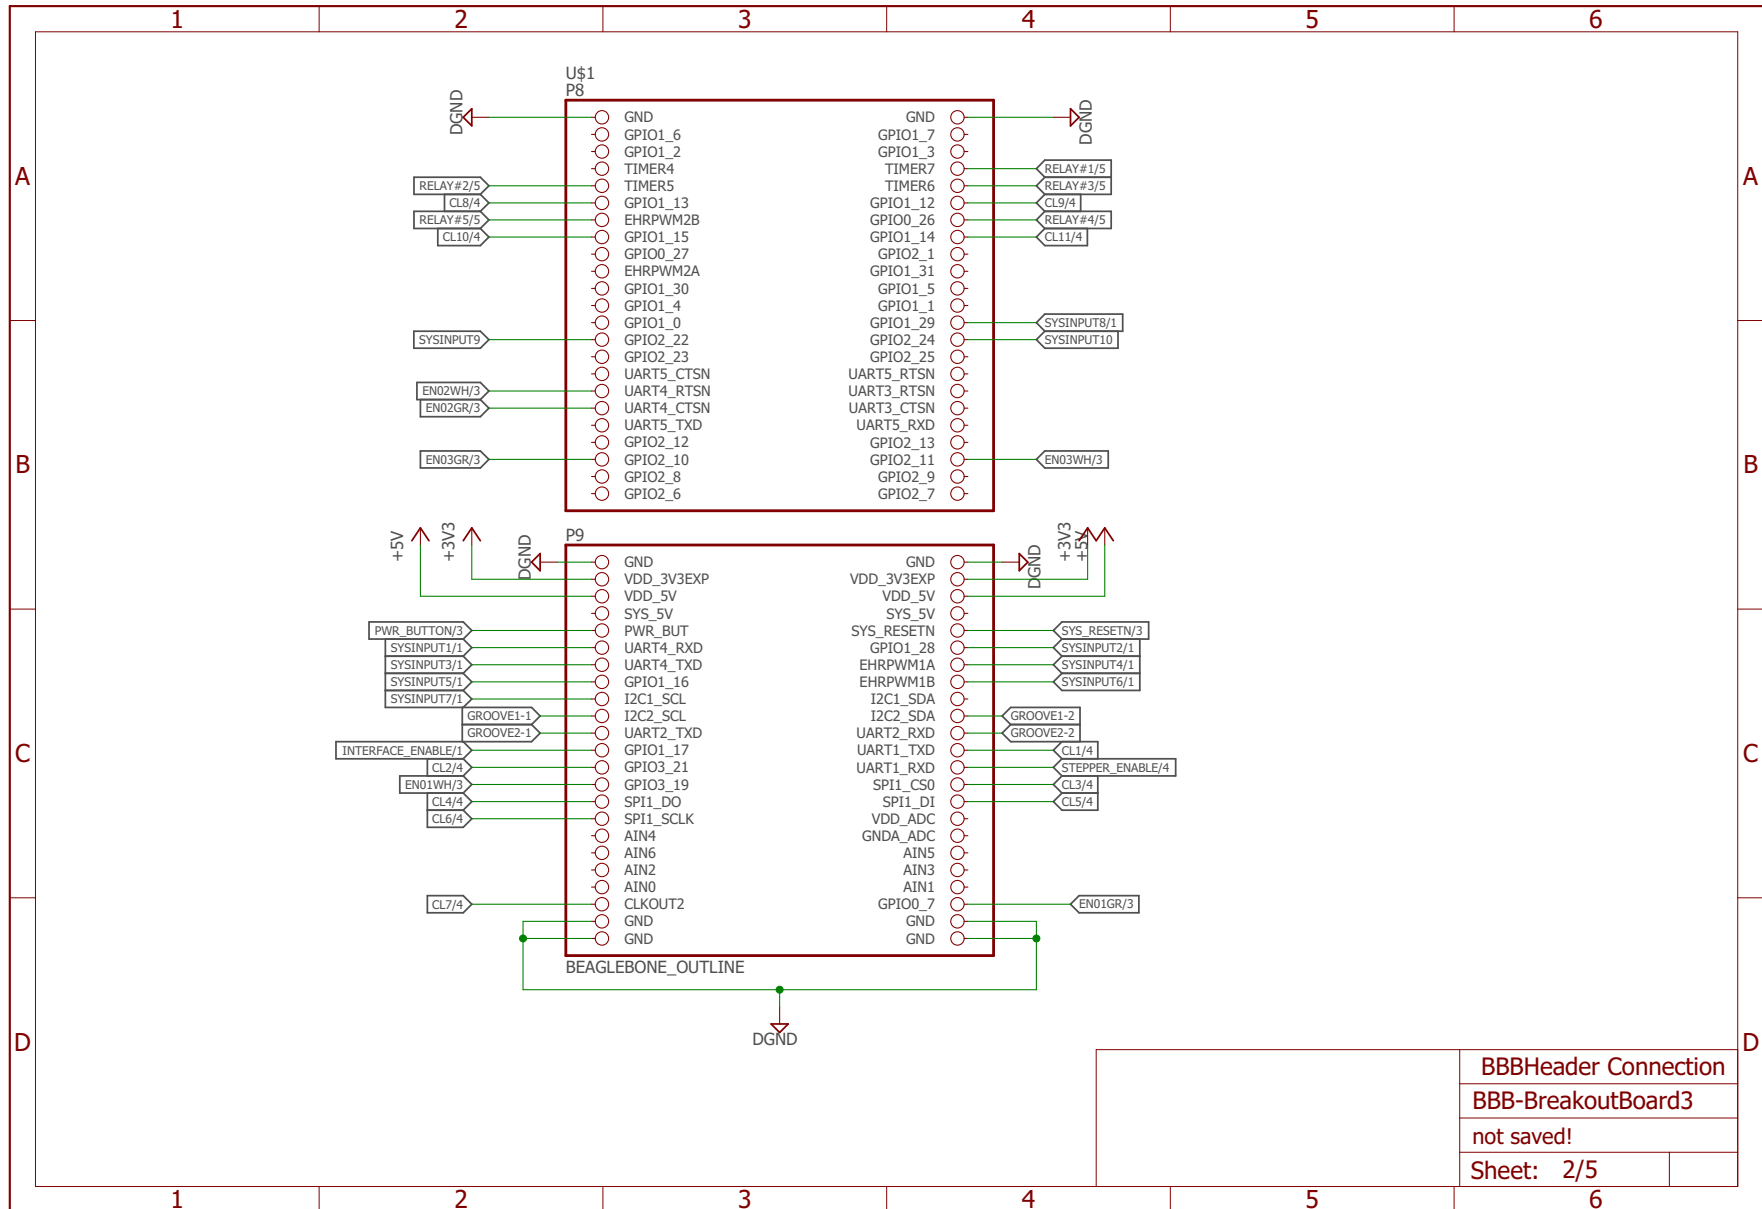 1 2 3 4 5 6
U$1
P8
DGND GND GND DGND
GPIO1_6 GPIO1_7
GPIO1_2 GPIO1_3
TIMER4 TIMER7 RELAY#1/5
RELAY#2/5 TIMER5 TIMER6 RELAY#3/5
CL8/4 GPIO1_13 GPIO1_12 CL9/4
RELAY#5/5 EHRPWM2B GPIO0_26 RELAY#4/5
CL10/4 GPIO1_15 GPIO1_14 CL11/4
GPIO0_27 GPIO2_1
EHRPWM2A GPIO1_31
GPIO1_30 GPIO1_5
GPIO1_4 GPIO1_1
GPIO1_0 GPIO1_29 SYSINPUT8/1
SYSINPUT9 GPIO2_22 GPIO2_24 SYSINPUT10
GPIO2_23 GPIO2_25
UART5_CTSN UART5_RTSN
EN02WH/3 UART4_RTSN UART3_RTSN
EN02GR/3 UART4_CTSN UART3_CTSN
UART5_TXD UART5_RXD
GPIO2_12 GPIO2_13
EN03GR/3 GPIO2_10 GPIO2_11 EN03WH/3
GPIO2_8 GPIO2_9
GPIO2_6 GPIO2_7
A A
B B
P9
+5V +3V3 DGND GND GND DGND +3V3 +5V
VDD_3V3EXP VDD_3V3EXP
VDD_5V VDD_5V
SYS_5V SYS_5V
PWR_BUTTON/3 PWR_BUT SYS_RESETN SYS_RESETN/3
SYSINPUT1/1 UART4_RXD GPIO1_28 SYSINPUT2/1
SYSINPUT3/1 UART4_TXD EHRPWM1A SYSINPUT4/1
SYSINPUT5/1 GPIO1_16 EHRPWM1B SYSINPUT6/1
SYSINPUT7/1 I2C1_SCL I2C1_SDA
GROOVE1-1 I2C2_SCL I2C2_SDA GROOVE1-2
GROOVE2-1 UART2_TXD UART2_RXD GROOVE2-2
INTERFACE_ENABLE/1 GPIO1_17 UART1_TXD CL1/4
CL2/4 GPIO3_21 UART1_RXD STEPPER_ENABLE/4
EN01WH/3 GPIO3_19 SPI1_CS0 CL3/4
CL4/4 SPI1_DO SPI1_DI CL5/4
CL6/4 SPI1_SCLK VDD_ADC
AIN4 GNDA_ADC
AIN6 AIN5
AIN2 AIN3
AIN0 AIN1
CL7/4 CLKOUT2 GPIO0_7 EN01GR/3
GND GND
GND GND
BEAGLEBONE_OUTLINE
DGND
C C
D D
BBBHeader Connection
BBB-BreakoutBoard3
not saved!
Sheet: 2/5
1 2 3 4 5 6